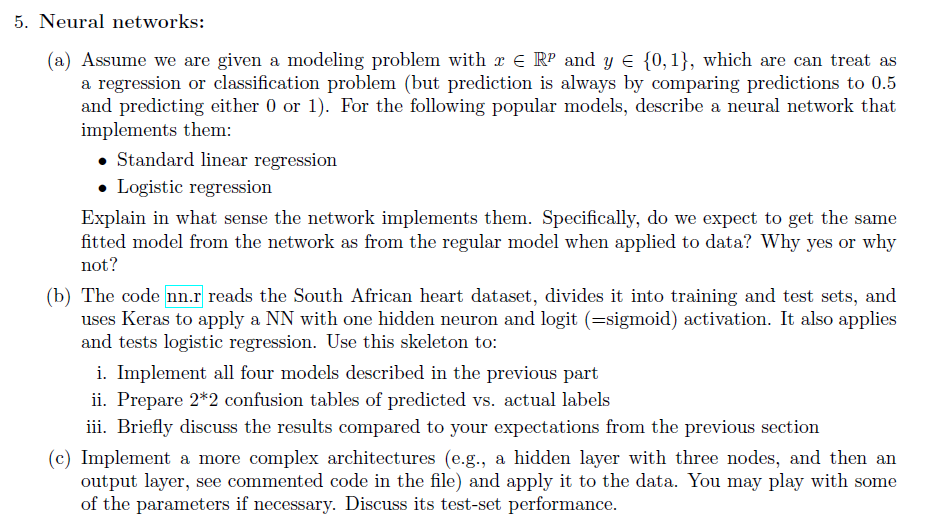 5. Neural networks:
(a) Assume we are given a modeling problem with x ∈ ℝᵖ and y ∈ {0, 1}, which are can treat as
a regression or classification problem (but prediction is always by comparing predictions to 0.5
and predicting either 0 or 1). For the following popular models, describe a neural network that
implements them:
• Standard linear regression
• Logistic regression
Explain in what sense the network implements them. Specifically, do we expect to get the same
fitted model from the network as from the regular model when applied to data? Why yes or why
not?
(b) The code nn.r reads the South African heart dataset, divides it into training and test sets, and
uses Keras to apply a NN with one hidden neuron and logit (=sigmoid) activation. It also applies
and tests logistic regression. Use this skeleton to:
i. Implement all four models described in the previous part
ii. Prepare 2*2 confusion tables of predicted vs. actual labels
iii. Briefly discuss the results compared to your expectations from the previous section
(c) Implement a more complex architectures (e.g., a hidden layer with three nodes, and then an
output layer, see commented code in the file) and apply it to the data. You may play with some
of the parameters if necessary. Discuss its test-set performance.